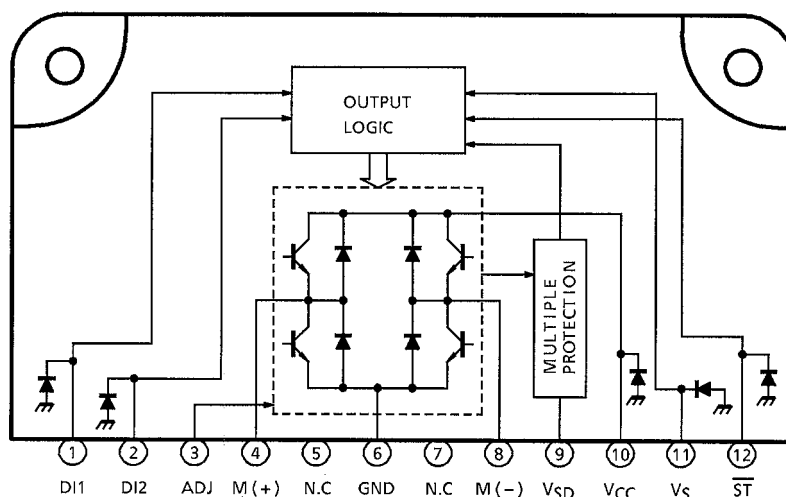 OUTPUT
LOGIC
MULTIPLE
PROTECTION
1 2 3 4 5 6 7 8 9 10 11 12
DI1 DI2 ADJ M(+) N.C GND N.C M(−) VSD VCC VS ST